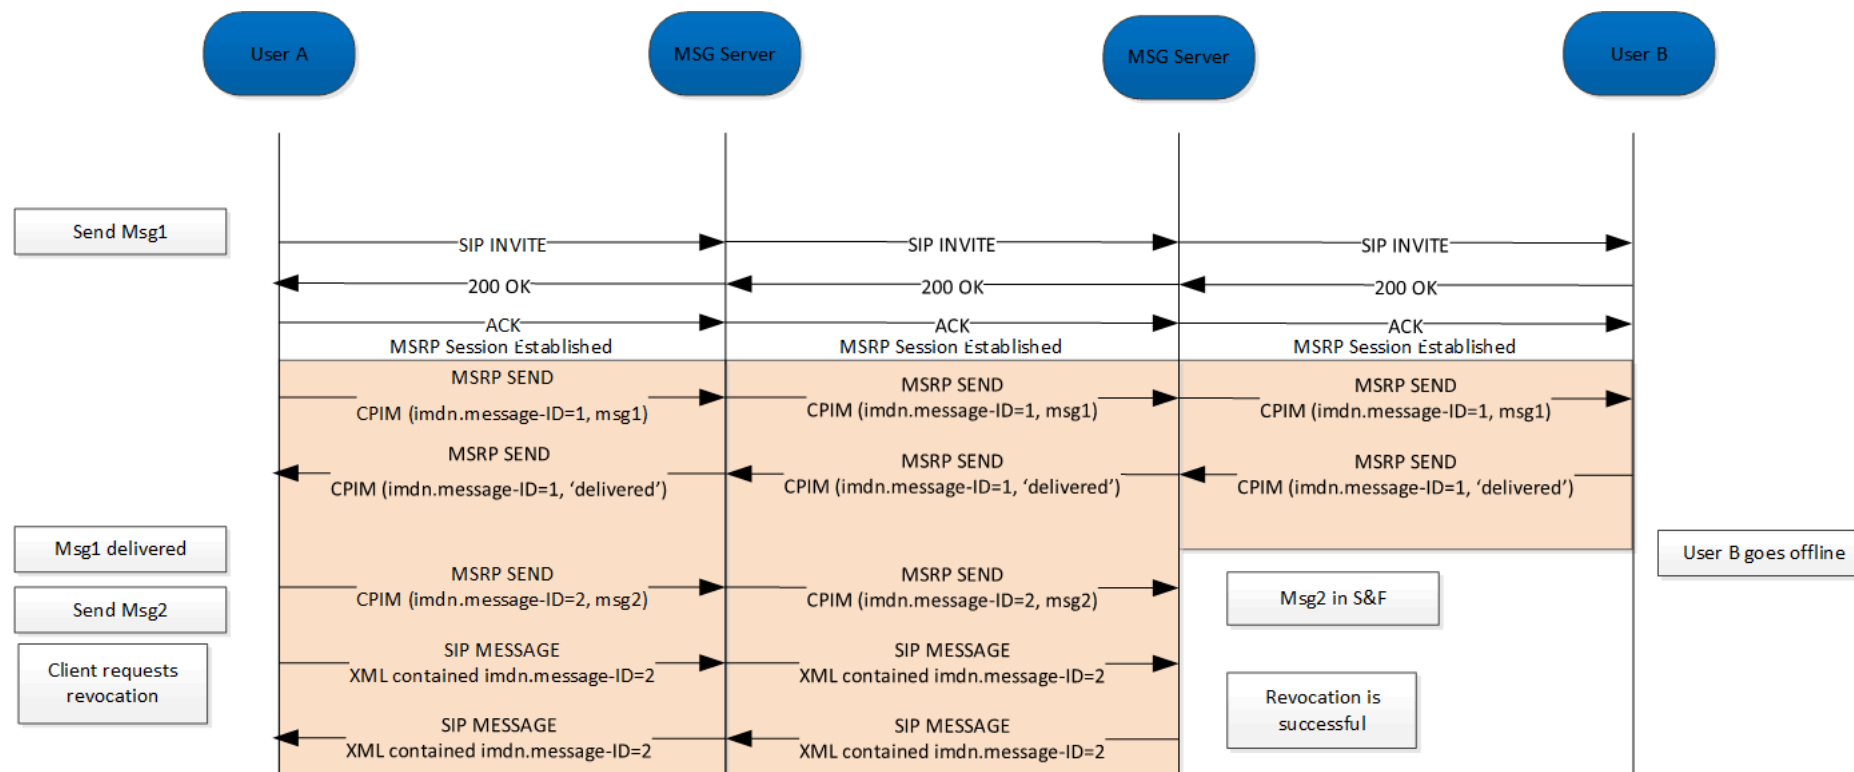 User A
MSG Server
MSG Server
User B
Send Msg1
SIP INVITE
SIP INVITE
SIP INVITE
200 OK
200 OK
200 OK
ACK
ACK
ACK
MSRP Session Established
MSRP Session Established
MSRP Session Established
MSRP SEND
CPIM (imdn.message-ID=1, msg1)
MSRP SEND
CPIM (imdn.message-ID=1, msg1)
MSRP SEND
CPIM (imdn.message-ID=1, msg1)
MSRP SEND
CPIM (imdn.message-ID=1, ‘delivered’)
MSRP SEND
CPIM (imdn.message-ID=1, ‘delivered’)
MSRP SEND
CPIM (imdn.message-ID=1, ‘delivered’)
Msg1 delivered
User B goes offline
Send Msg2
MSRP SEND
CPIM (imdn.message-ID=2, msg2)
MSRP SEND
CPIM (imdn.message-ID=2, msg2)
Msg2 in S&F
Client requests
revocation
SIP MESSAGE
XML contained imdn.message-ID=2
SIP MESSAGE
XML contained imdn.message-ID=2
Revocation is
successful
SIP MESSAGE
XML contained imdn.message-ID=2
SIP MESSAGE
XML contained imdn.message-ID=2